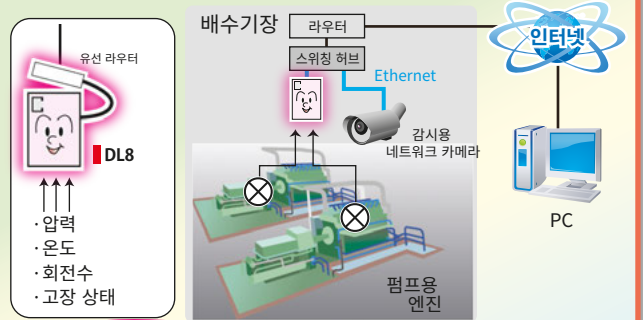 유선 라우터
DL8
·압력
·온도
·회전수
·고장 상태
배수기장
라우터
스위칭 허브
Ethernet
감시용
네트워크 카메라
펌프용
엔진
인터넷
PC